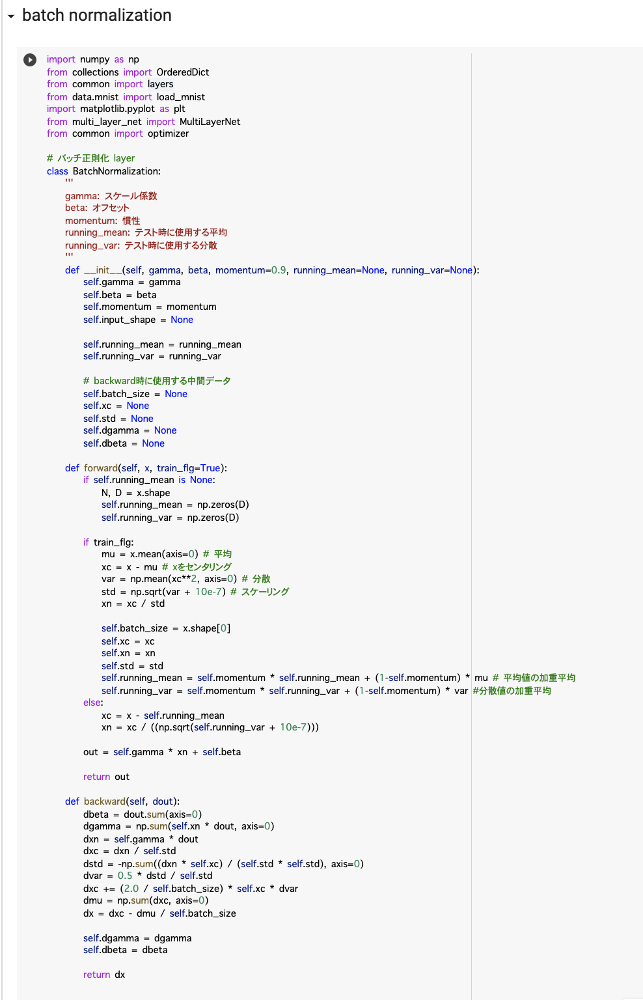 batch normalization
import numpy as np
from collections import OrderedDict
from common import layers
from data.mnist import load_mnist
import matplotlib.pyplot as plt
from multi_layer_net import MultiLayerNet
from common import optimizer
# バッチ正則化 layer
class BatchNormalization:
'''
gamma: スケール係数
beta: オフセット
momentum: 慣性
running_mean: テスト時に使用する平均
running_var: テスト時に使用する分散
'''
def __init__(self, gamma, beta, momentum=0.9, running_mean=None, running_var=None):
self.gamma = gamma
self.beta = beta
self.momentum = momentum
self.input_shape = None
self.running_mean = running_mean
self.running_var = running_var
# backward時に使用する中間データ
self.batch_size = None
self.xc = None
self.std = None
self.dgamma = None
self.dbeta = None
def forward(self, x, train_flg=True):
if self.running_mean is None:
N, D = x.shape
self.running_mean = np.zeros(D)
self.running_var = np.zeros(D)
if train_flg:
mu = x.mean(axis=0) # 平均
xc = x - mu # xをセンタリング
var = np.mean(xc**2, axis=0) # 分散
std = np.sqrt(var + 10e-7) # スケーリング
xn = xc / std
self.batch_size = x.shape[0]
self.xc = xc
self.xn = xn
self.std = std
self.running_mean = self.momentum * self.running_mean + (1-self.momentum) * mu # 平均値の加重平均
self.running_var = self.momentum * self.running_var + (1-self.momentum) * var #分散値の加重平均
else:
xc = x - self.running_mean
xn = xc / ((np.sqrt(self.running_var + 10e-7)))
out = self.gamma * xn + self.beta
return out
def backward(self, dout):
dbeta = dout.sum(axis=0)
dgamma = np.sum(self.xn * dout, axis=0)
dxn = self.gamma * dout
dxc = dxn / self.std
dstd = -np.sum((dxn * self.xc) / (self.std * self.std), axis=0)
dvar = 0.5 * dstd / self.std
dxc += (2.0 / self.batch_size) * self.xc * dvar
dmu = np.sum(dxc, axis=0)
dx = dxc - dmu / self.batch_size
self.dgamma = dgamma
self.dbeta = dbeta
return dx